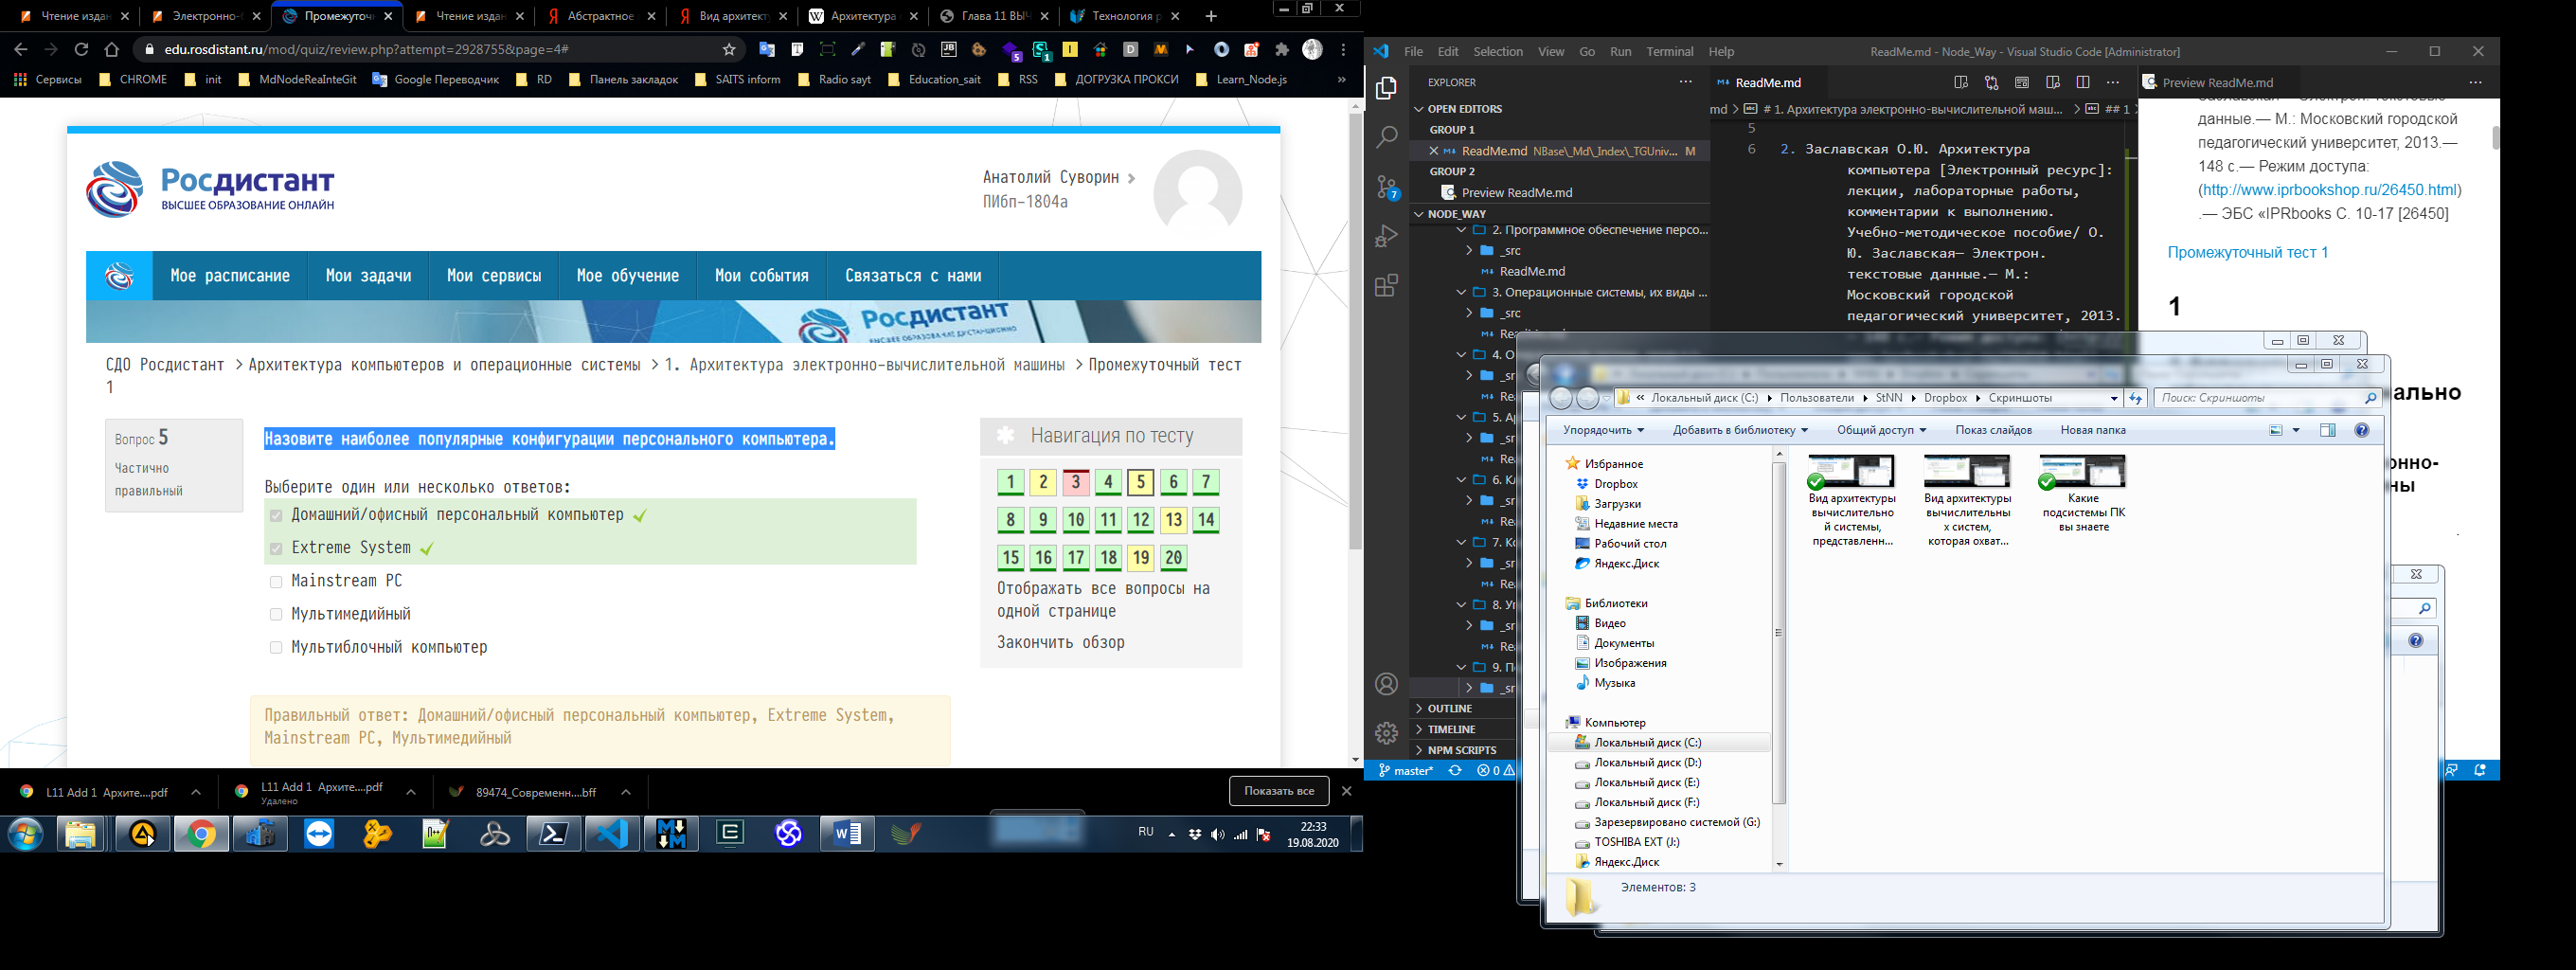 Чтение издан
Электронно-
Промежуточн
Чтение издан
Абстрактное
Вид архитект
Архитектура
Глава 11 ВЫЧ
Технология р
edu.rosdistant.ru/mod/quiz/review.php?attempt=2928755&page=4#
Сервисы
CHROME
init
MdNodeReaInteGit
Google Переводчик
RD
Панель закладок
SAITS inform
Radio sayt
Education_sait
RSS
ДОГРУЗКА ПРОКСИ
Learn_Node.js
»
Росдистант
ВЫСШЕЕ ОБРАЗОВАНИЕ ОНЛАЙН
Анатолий Суворин
ПИбп-1804а
Мое расписание
Мои задачи
Мои сервисы
Мое обучение
Мои события
Связаться с нами
Росдистант
СДО Росдистант > Архитектура компьютеров и операционные системы > 1. Архитектура электронно-вычислительной машины > Промежуточный тест
1
Вопрос 5
Частично
правильный
Назовите наиболее популярные конфигурации персонального компьютера.
Выберите один или несколько ответов:
Домашний/офисный персональный компьютер
Extreme System
Mainstream PC
Мультимедийный
Мультиблочный компьютер
Правильный ответ: Домашний/офисный персональный компьютер, Extreme System,
Mainstream PC, Мультимедийный
Навигация по тесту
1 2 3 4 5 6 7
8 9 10 11 12 13 14
15 16 17 18 19 20
Отображать все вопросы на
одной странице
Закончить обзор
L11 Add 1 Архите....pdf
L11 Add 1 Архите....pdf
Удалено
89474_Современн....bff
Показать все
RU
22:33
19.08.2020
File Edit Selection View Go Run Terminal Help
ReadMe.md - Node_Way - Visual Studio Code [Administrator]
EXPLORER
OPEN EDITORS
GROUP 1
ReadMe.md NBase\_Md\_Index\_TGUniv... M
GROUP 2
Preview ReadMe.md
NODE_WAY
2. Программное обеспечение персо...
_src
ReadMe.md
3. Операционные системы, их виды ...
_src
4. О
5. А
6. К
7. К
8. У
9. П
OUTLINE
TIMELINE
NPM SCRIPTS
7
master*
0
ReadMe.md
md > # 1. Архитектура электронно-вычислительной маш... > ## 1
5
6 2. Заславская О.Ю. Архитектура
компьютера [Электронный ресурс]:
лекции, лабораторные работы,
комментарии к выполнению.
Учебно-методическое пособие/ О.
Ю. Заславская— Электрон.
текстовые данные.— М.:
Московский городской
педагогический университет, 2013.
Preview ReadMe.md
данные.— М.: Московский городской
педагогический университет, 2013.—
148 с.— Режим доступа:
(http://www.iprbookshop.ru/26450.html)
.— ЭБС «IPRbooks С. 10-17 [26450]
Промежуточный тест 1
1
ально
онно-
ны
« Локальный диск (C:) Пользователи StNN Dropbox Скриншоты
Поиск: Скриншоты
Упорядочить
Добавить в библиотеку
Общий доступ
Показ слайдов
Новая папка
Избранное
Dropbox
Загрузки
Недавние места
Рабочий стол
Яндекс.Диск
Библиотеки
Видео
Документы
Изображения
Музыка
Компьютер
Локальный диск (C:)
Локальный диск (D:)
Локальный диск (E:)
Локальный диск (F:)
Зарезервировано системой (G:)
TOSHIBA EXT (J:)
Яндекс.Диск
Вид архитектуры
вычислительно
й системы,
представленн...
Вид архитектуры
вычислительны
х систем,
которая охват...
Какие
подсистемы ПК
вы знаете
Элементов: 3